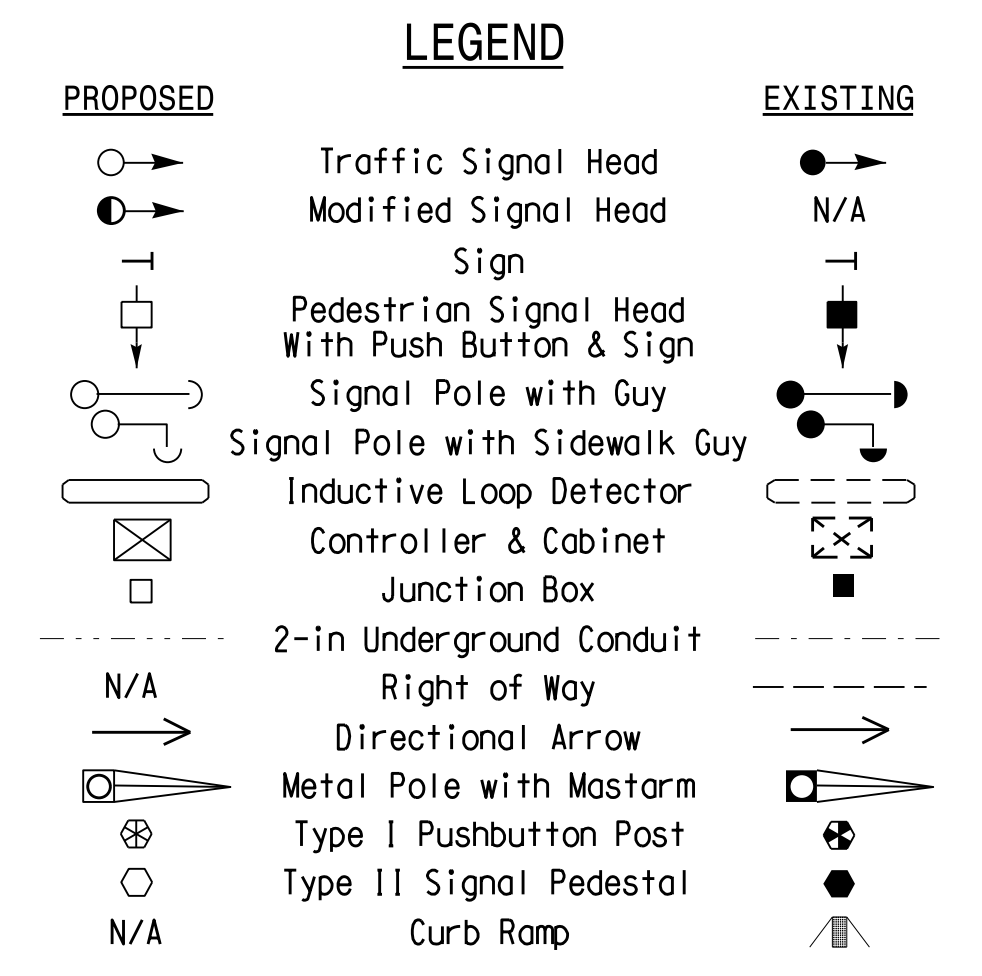 LEGEND
PROPOSED EXISTING
Traffic Signal Head
Modified Signal Head N/A
Sign
Pedestrian Signal Head
With Push Button & Sign
Signal Pole with Guy
Signal Pole with Sidewalk Guy
Inductive Loop Detector
Controller & Cabinet
Junction Box
2-in Underground Conduit
N/A Right of Way
Directional Arrow
Metal Pole with Mastarm
Type I Pushbutton Post
Type II Signal Pedestal
N/A Curb Ramp